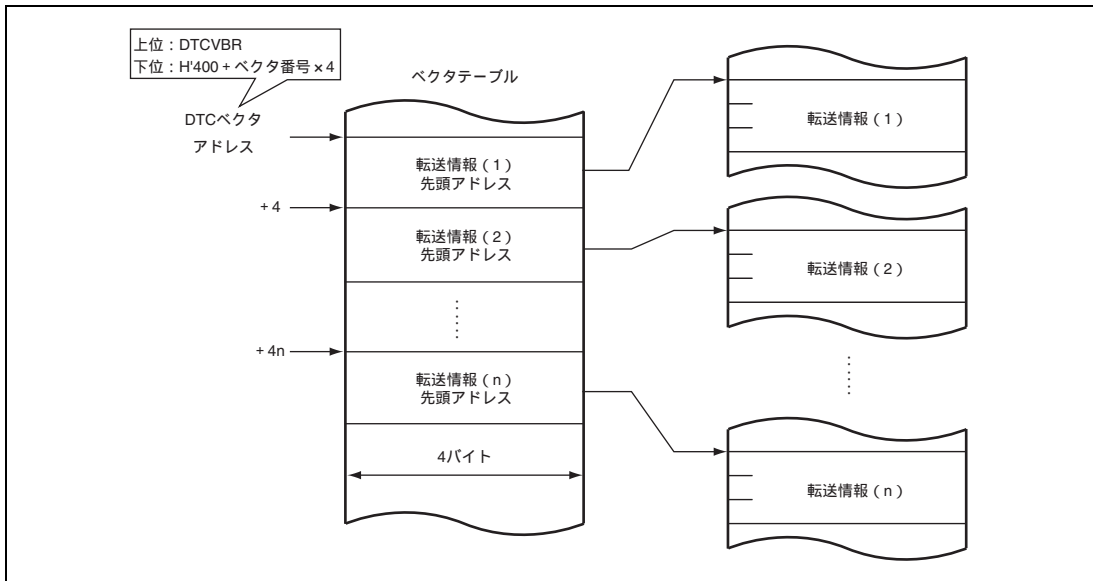 上位：DTCVBR
下位：H'400 + ベクタ番号×4
DTCベクタ
アドレス
+ 4
+ 4n
ベクタテーブル
転送情報（1）
先頭アドレス
転送情報（2）
先頭アドレス
転送情報（n）
先頭アドレス
4バイト
転送情報（1）
転送情報（2）
転送情報（n）